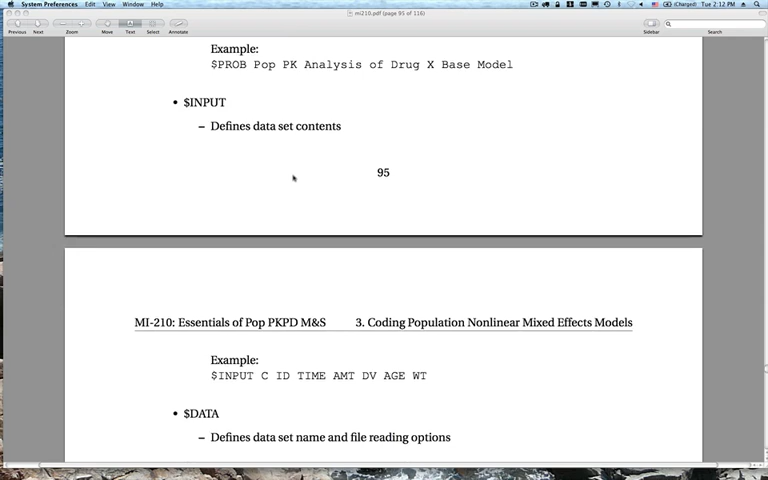 System Preferences Edit View Window Help
(Charged) Tue 2:12 PM
mi210.pdf (page 95 of 116)
Previous Next Zoom Move Text Select Annotate Sidebar Search
Example:
$PROB Pop PK Analysis of Drug X Base Model
• $INPUT
– Defines data set contents
95
MI-210: Essentials of Pop PKPD M&S 3. Coding Population Nonlinear Mixed Effects Models
Example:
$INPUT C ID TIME AMT DV AGE WT
• $DATA
– Defines data set name and file reading options